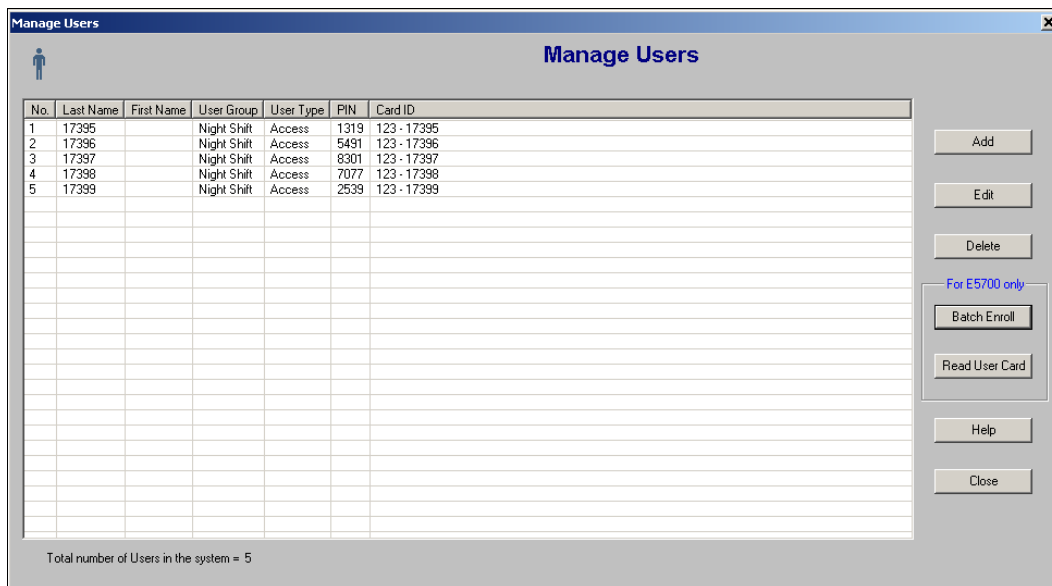 Manage Users
Manage Users
No. Last Name First Name User Group User Type PIN Card ID
1 17395 Night Shift Access 1319 123 - 17395
2 17396 Night Shift Access 5491 123 - 17396
3 17397 Night Shift Access 8301 123 - 17397
4 17398 Night Shift Access 7077 123 - 17398
5 17399 Night Shift Access 2539 123 - 17399
Add
Edit
Delete
For E5700 only
Batch Enroll
Read User Card
Help
Close
Total number of Users in the system = 5